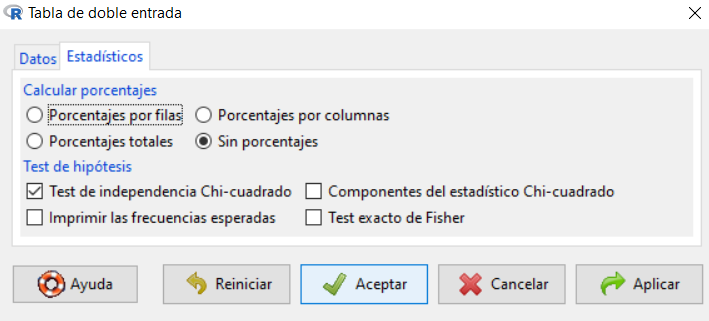 Tabla de doble entrada
Datos Estadísticos
Calcular porcentajes
Porcentajes por filas Porcentajes por columnas
Porcentajes totales Sin porcentajes
Test de hipótesis
Test de independencia Chi-cuadrado Componentes del estadístico Chi-cuadrado
Imprimir las frecuencias esperadas Test exacto de Fisher
Ayuda Reiniciar Aceptar Cancelar Aplicar